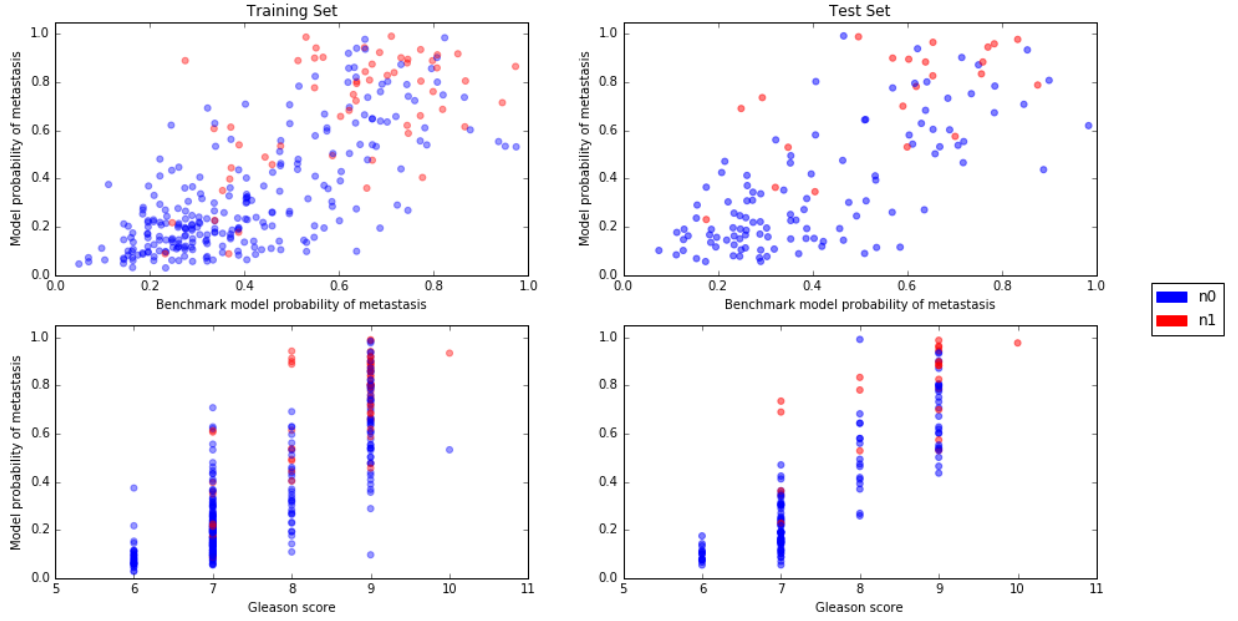 Training Set
Test Set
Model probability of metastasis
1.0
0.8
0.6
0.4
0.2
0.0
0.0 0.2 0.4 0.6 0.8 1.0
Benchmark model probability of metastasis
Model probability of metastasis
1.0
0.8
0.6
0.4
0.2
0.0
0.0 0.2 0.4 0.6 0.8 1.0
Benchmark model probability of metastasis
n0
n1
Model probability of metastasis
1.0
0.8
0.6
0.4
0.2
0.0
5 6 7 8 9 10 11
Gleason score
1.0
0.8
0.6
0.4
0.2
0.0
5 6 7 8 9 10 11
Gleason score